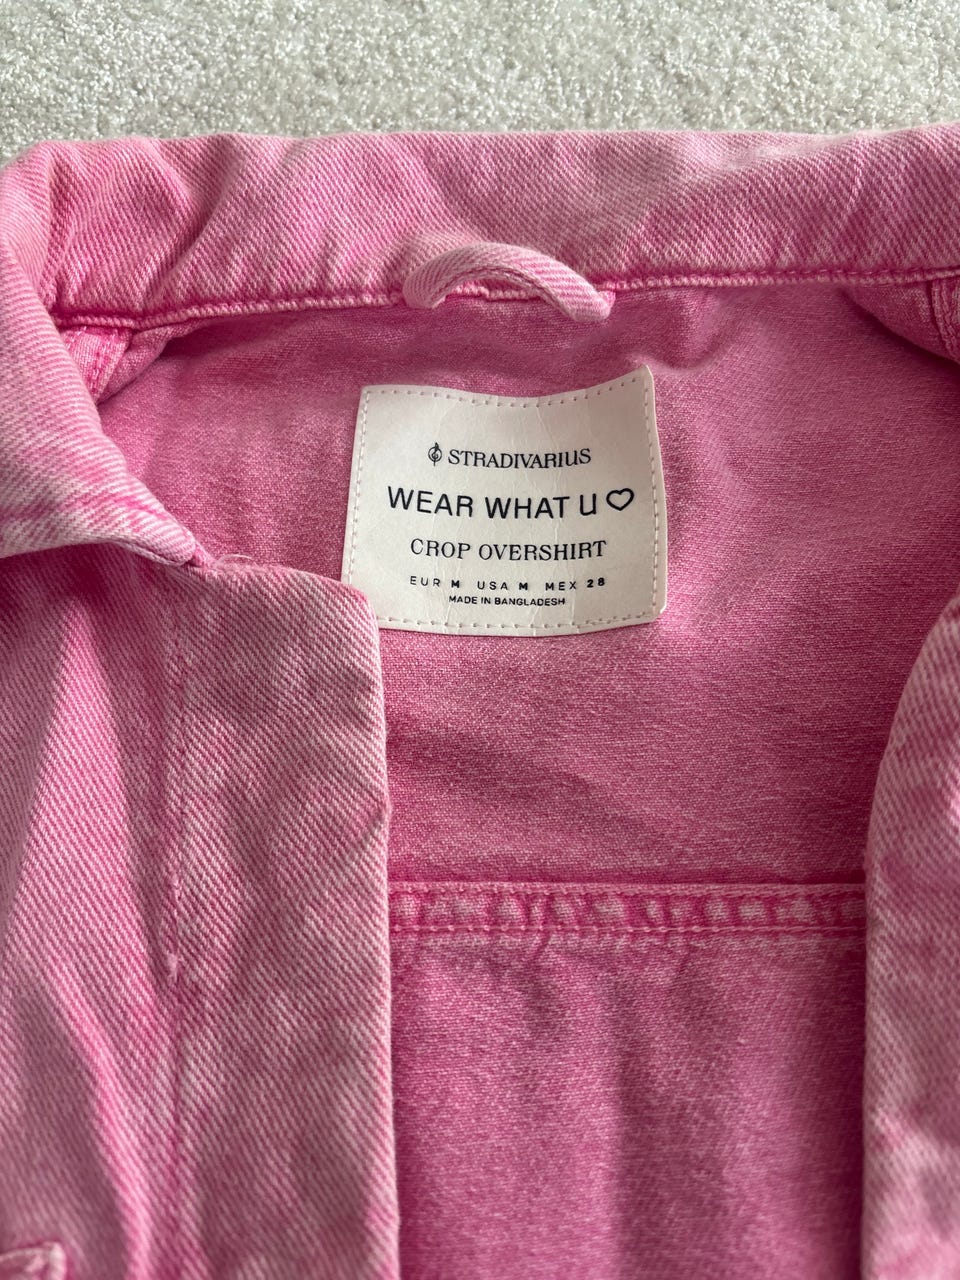 STRADIVARIUS
WEAR WHAT U ♡
CROP OVERSHIRT
EUR M USA M MEX 28
MADE IN BANGLADESH